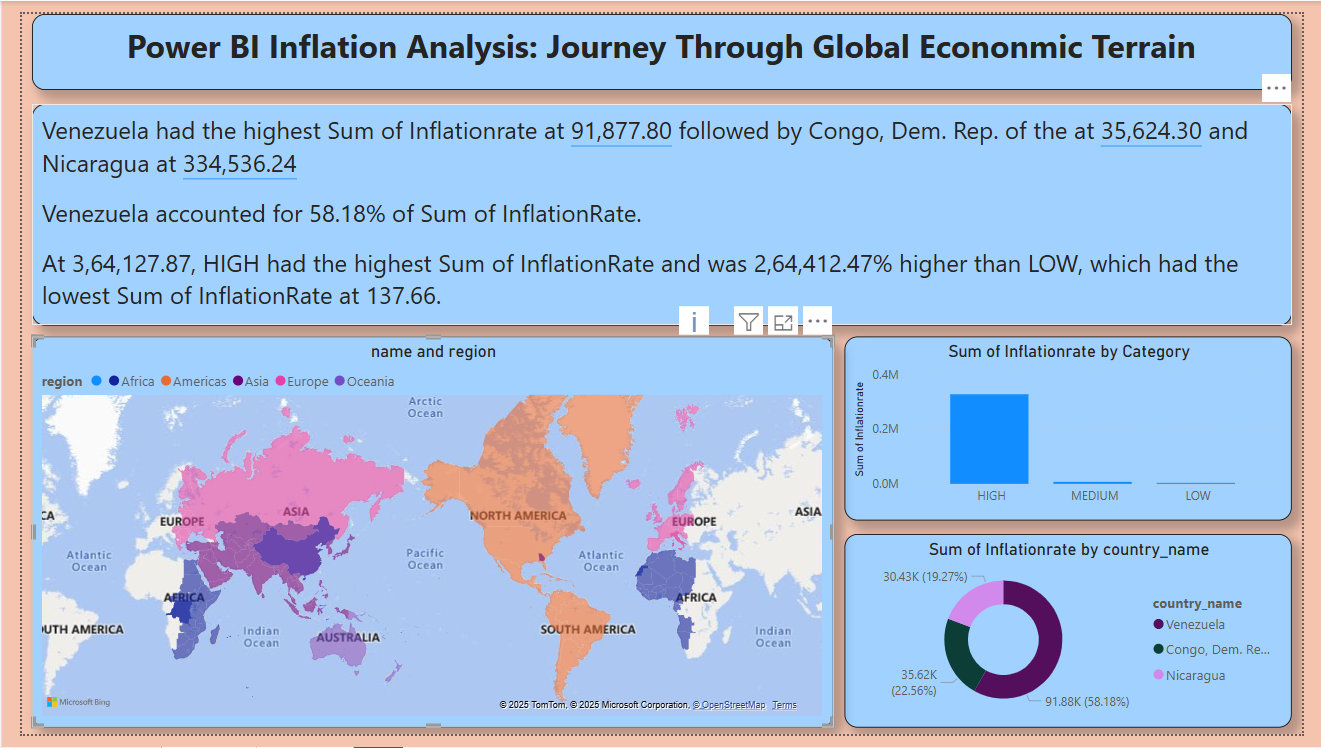 Power BI Inflation Analysis: Journey Through Global Econonmic Terrain
Venezuela had the highest Sum of Inflationrate at 91,877.80 followed by Congo, Dem. Rep. of the at 35,624.30 and
Nicaragua at 334,536.24
Venezuela accounted for 58.18% of Sum of InflationRate.
At 3,64,127.87, HIGH had the highest Sum of InflationRate and was 2,64,412.47% higher than LOW, which had the
lowest Sum of InflationRate at 137.66.
name and region
region Africa Americas Asia Europe Oceania
Arctic
Ocean
CA
EUROPE
ASIA
NORTH AMERICA
EUROPE
ASIA
Atlantic
Ocean
Pacific
Ocean
Atlantic
Ocean
AFRICA
AFRICA
UTH AMERICA
Indian
Ocean
AUSTRALIA
SOUTH AMERICA
Indian
Ocean
Microsoft Bing
© 2025 TomTom, © 2025 Microsoft Corporation, © OpenStreetMap Terms
Sum of Inflationrate by Category
Sum of Inflationrate
0.4M
0.2M
0.0M
HIGH MEDIUM LOW
Sum of Inflationrate by country_name
30.43K (19.27%)
35.62K
(22.56%)
91.88K (58.18%)
country_name
Venezuela
Congo, Dem. Re...
Nicaragua